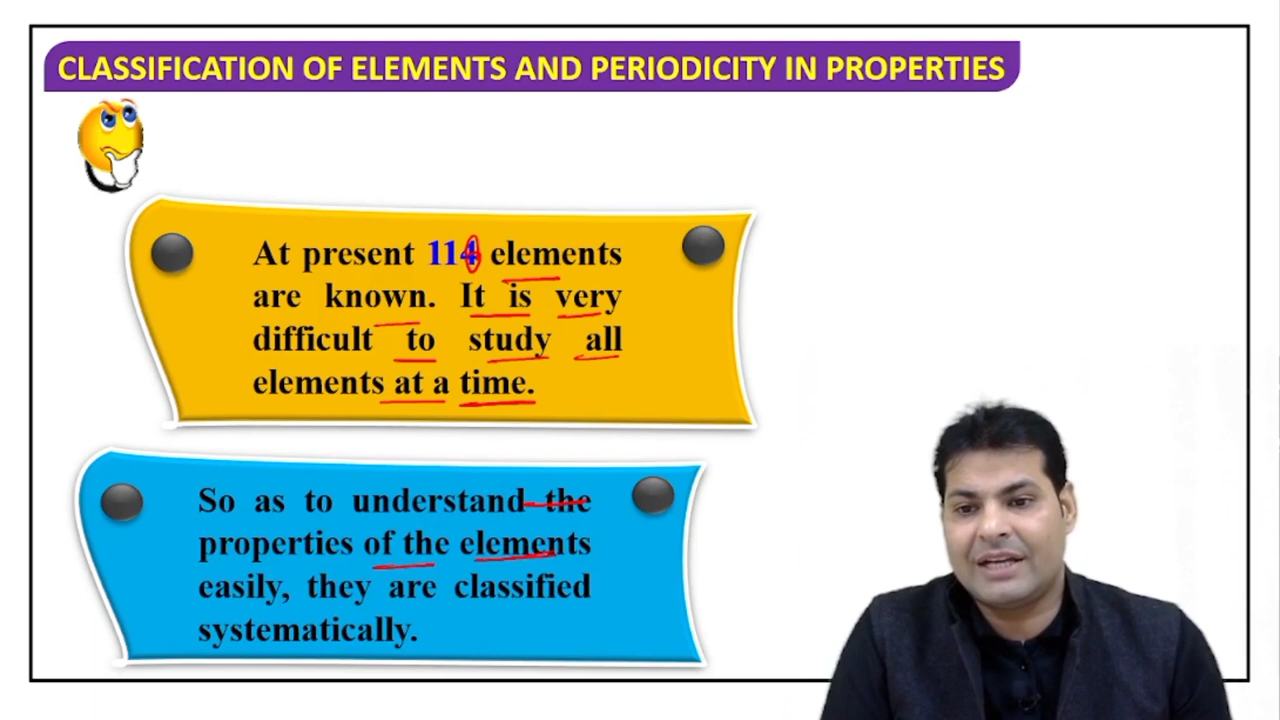 CLASSIFICATION OF ELEMENTS AND PERIODICITY IN PROPERTIES
At present 114 elements
are known. It is very
difficult to study all
elements at a time.
So as to understand the
properties of the elements
easily, they are classified
systematically.